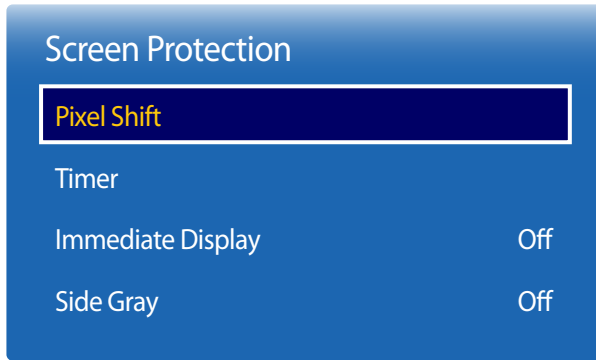 Screen Protection
Pixel Shift
Timer
Immediate Display Off
Side Gray Off